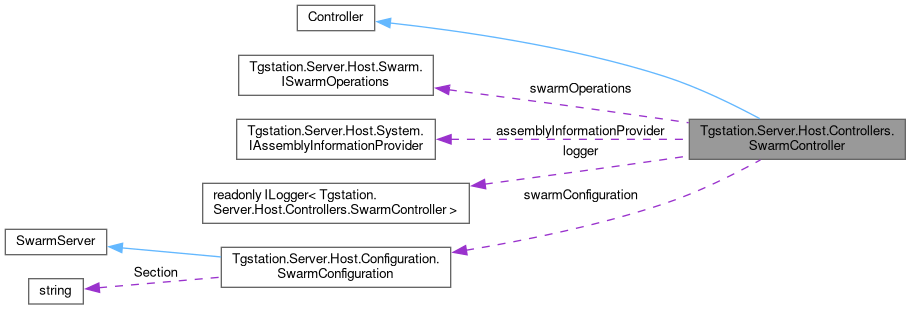 Controller
Tgstation.Server.Host.Swarm.
ISwarmOperations
swarmOperations
Tgstation.Server.Host.System.
IAssemblyInformationProvider
assemblyInformationProvider
Tgstation.Server.Host.Controllers.
SwarmController
logger
readonly ILogger< Tgstation.
Server.Host.Controllers.SwarmController >
swarmConfiguration
SwarmServer
Tgstation.Server.Host.Configuration.
SwarmConfiguration
Section
string